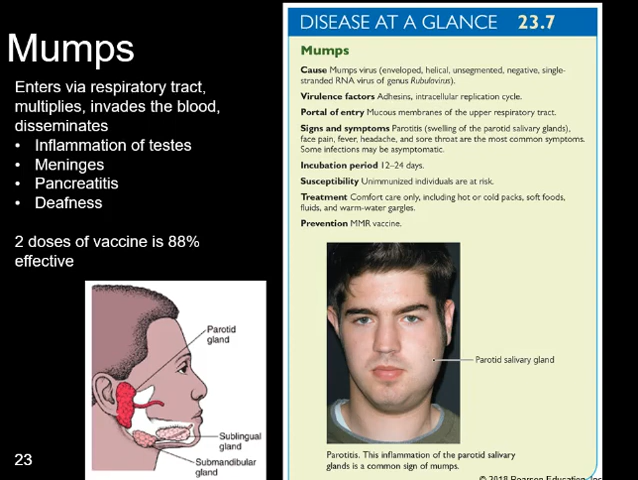 Mumps
Enters via respiratory tract,
multiplies, invades the blood,
disseminates
• Inflammation of testes
• Meninges
• Pancreatitis
• Deafness
2 doses of vaccine is 88%
effective
Parotid
gland
Sublingual
gland
Submandibular
gland
23
DISEASE AT A GLANCE 23.7
Mumps
Cause Mumps virus (enveloped, helical, unsegmented, negative, single-
stranded RNA virus of genus Rubulavirus).
Virulence factors Adhesins, intracellular replication cycle.
Portal of entry Mucous membranes of the upper respiratory tract.
Signs and symptoms Parotitis (swelling of the parotid salivary glands),
face pain, fever, headache, and sore throat are the most common symptoms.
Some infections may be asymptomatic.
Incubation period 12–24 days.
Susceptibility Unimmunized individuals are at risk.
Treatment Comfort care only, including hot or cold packs, soft foods,
fluids, and warm-water gargles.
Prevention MMR vaccine.
Parotid salivary gland
Parotitis. This inflammation of the parotid salivary
glands is a common sign of mumps.
© 2018 Pearson Education, Inc